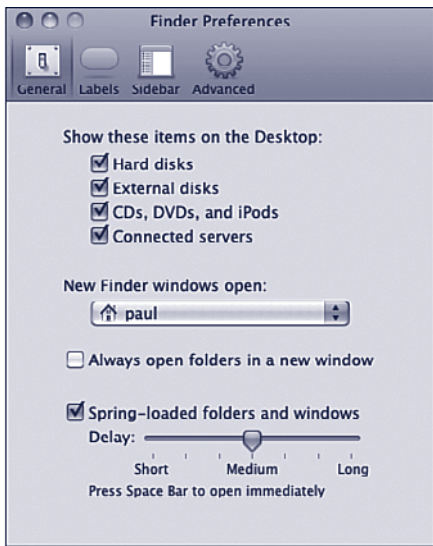 Finder Preferences
General Labels Sidebar Advanced
Show these items on the Desktop:
Hard disks
External disks
CDs, DVDs, and iPods
Connected servers
New Finder windows open:
paul
Always open folders in a new window
Spring-loaded folders and windows
Delay:
Short Medium Long
Press Space Bar to open immediately